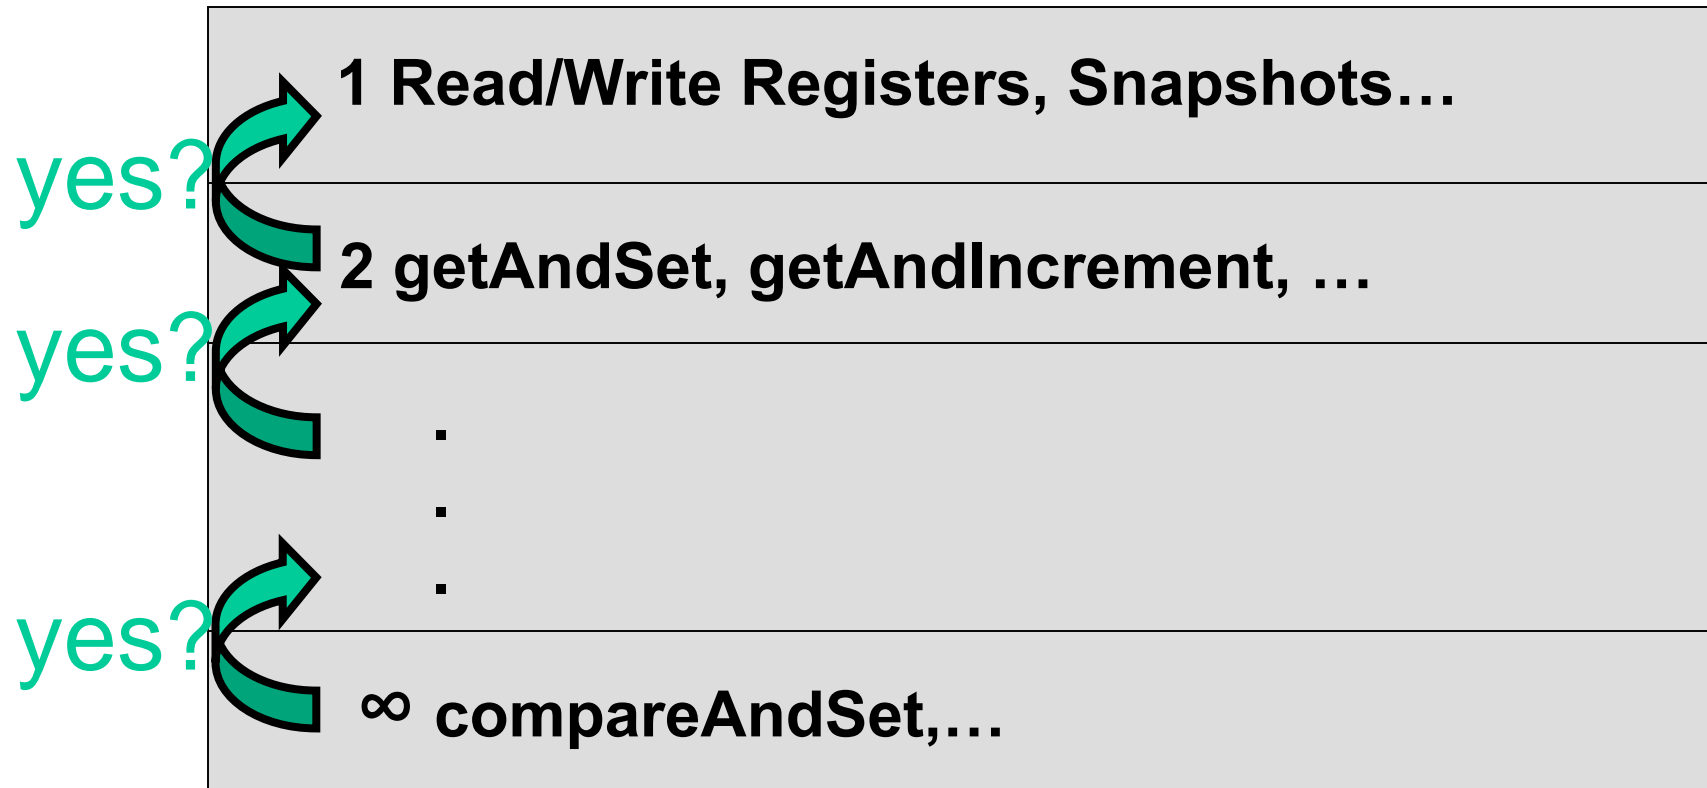 1 Read/Write Registers, Snapshots…
yes?
2 getAndSet, getAndIncrement, …
yes?
.
.
.
yes?
∞ compareAndSet,…